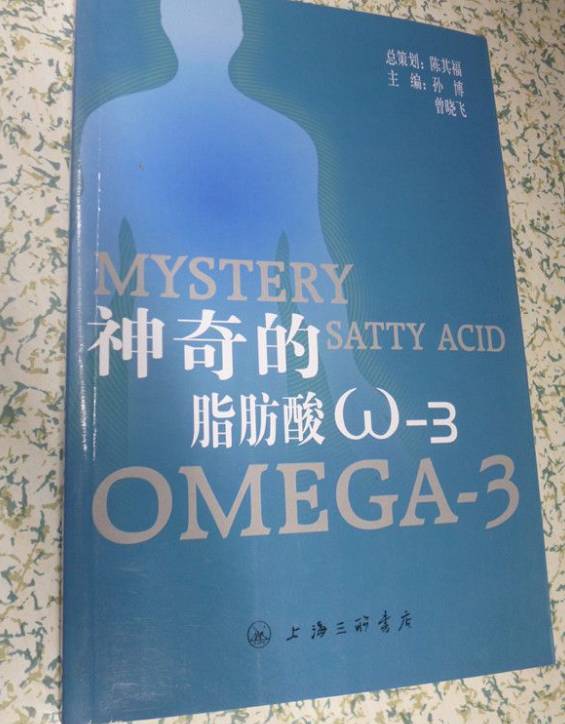 总策划：陈其福
主 编：孙 博
曾晓飞
MYSTERY
神奇的
SATTY ACID
脂肪酸ω-3
OMEGA-3
上海三联书店